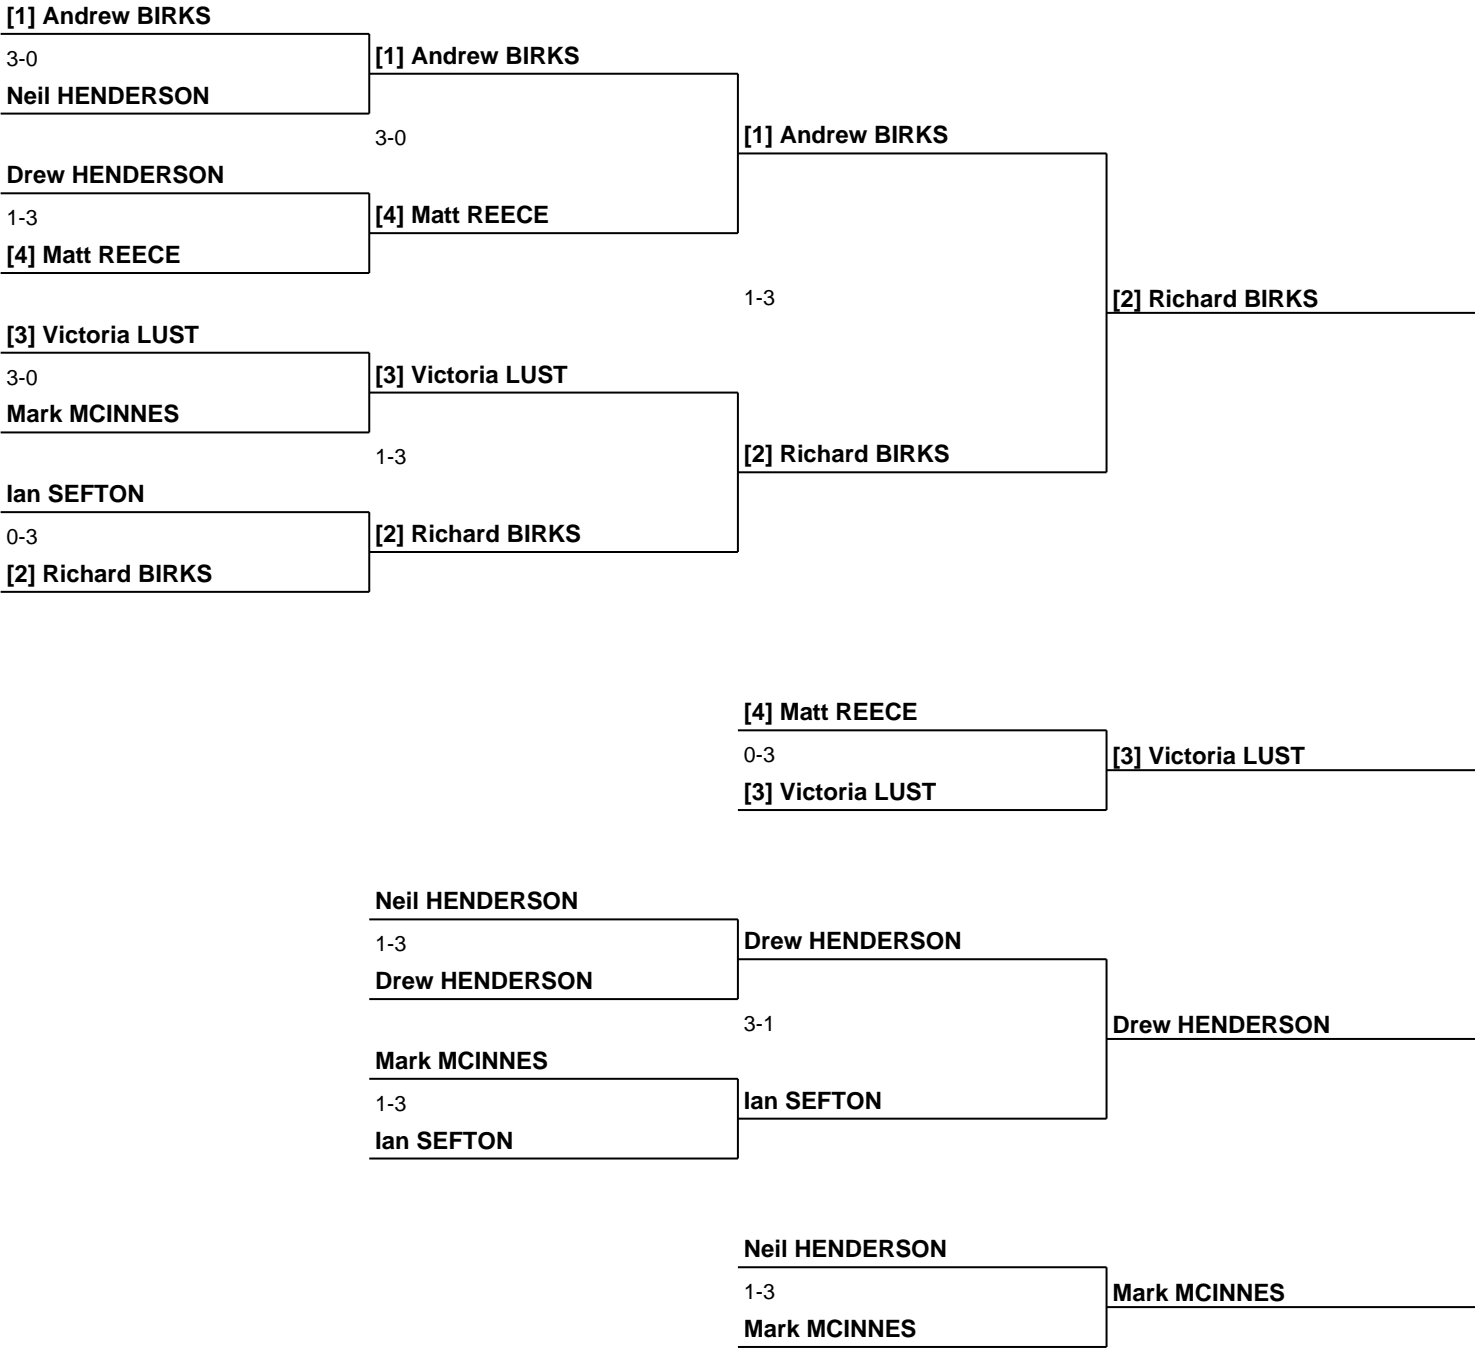 [1] Andrew BIRKS
3-0
[1] Andrew BIRKS
Neil HENDERSON
3-0
[1] Andrew BIRKS
Drew HENDERSON
1-3
[4] Matt REECE
[4] Matt REECE
1-3
[2] Richard BIRKS
[3] Victoria LUST
3-0
[3] Victoria LUST
Mark MCINNES
1-3
[2] Richard BIRKS
Ian SEFTON
0-3
[2] Richard BIRKS
[2] Richard BIRKS
[4] Matt REECE
0-3
[3] Victoria LUST
[3] Victoria LUST
Neil HENDERSON
1-3
Drew HENDERSON
Drew HENDERSON
3-1
Drew HENDERSON
Mark MCINNES
1-3
Ian SEFTON
Ian SEFTON
Neil HENDERSON
1-3
Mark MCINNES
Mark MCINNES